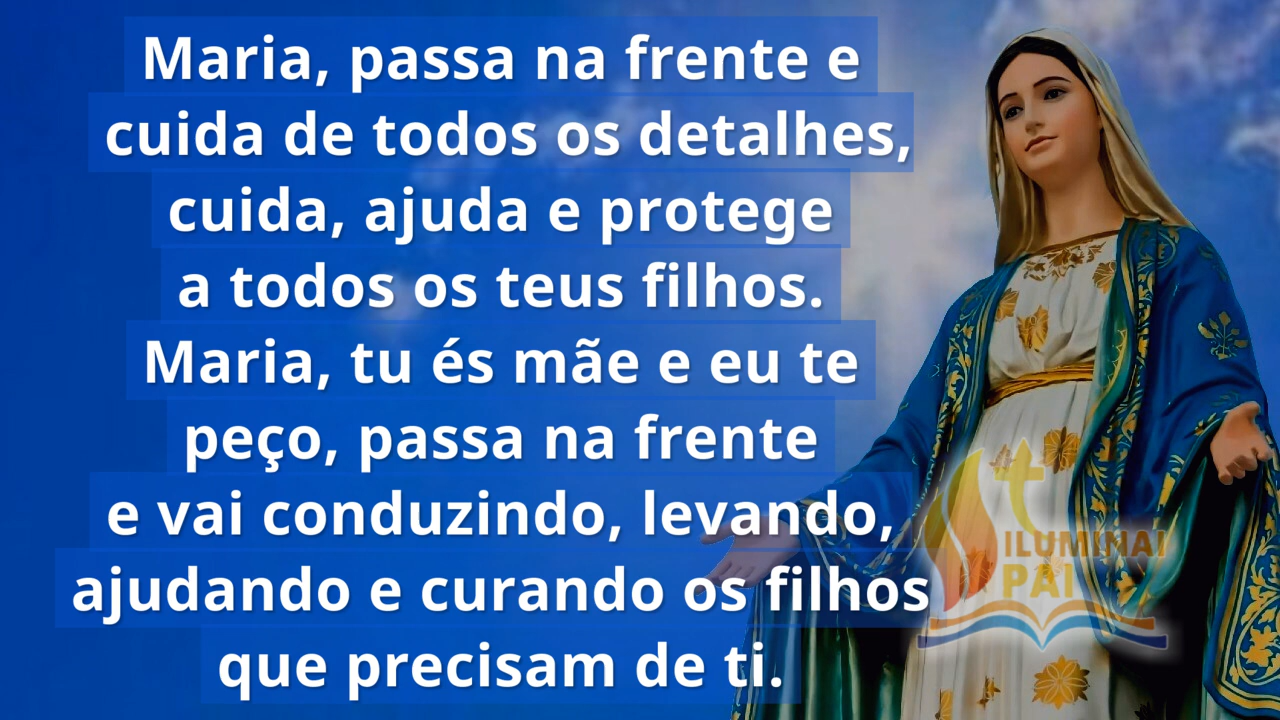 Maria, passa na frente e
cuida de todos os detalhes,
cuida, ajuda e protege
a todos os teus filhos.
Maria, tu és mãe e eu te
peço, passa na frente
e vai conduzindo, levando,
ajudando e curando os filhos
que precisam de ti.
ILUMINAI
PAI